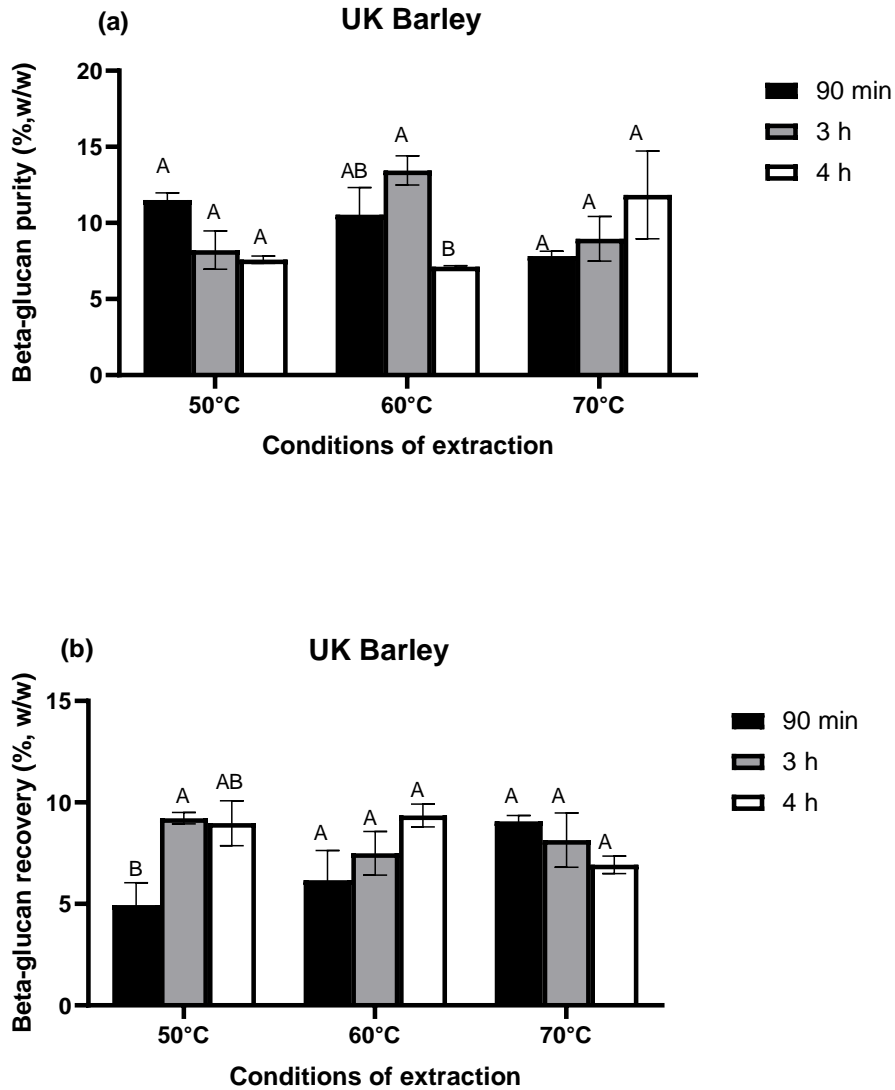 (a)
UK Barley
Beta-glucan purity (%,w/w)
20
15
10
5
0
A
A
A
AB
A
B
A
A
A
50°C
60°C
70°C
Conditions of extraction
90 min
3 h
4 h
(b)
UK Barley
Beta-glucan recovery (%, w/w)
15
10
5
0
B
A
AB
A
A
A
A
A
A
50°C
60°C
70°C
Conditions of extraction
90 min
3 h
4 h